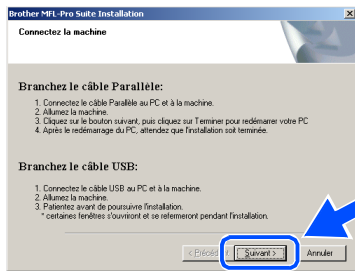 Brother MFL-Pro Suite Installation
Connectez la machine
Branchez le câble Parallèle:
1. Connectez le câble Parallèle au PC et à la machine.
2. Allumez la machine.
3. Cliquez sur le bouton suivant, puis cliquez sur Terminer pour redémarrer votre PC
4. Après le redémarrage du PC, attendez que l'installation soit terminée.
Branchez le câble USB:
1. Connectez le câble USB au PC et à la machine.
2. Allumez la machine.
3. Patientez avant de poursuivre l'installation.
* certaines fenêtres s'ouvriront et se refermeront pendant l'installation.
Suivant > Annuler